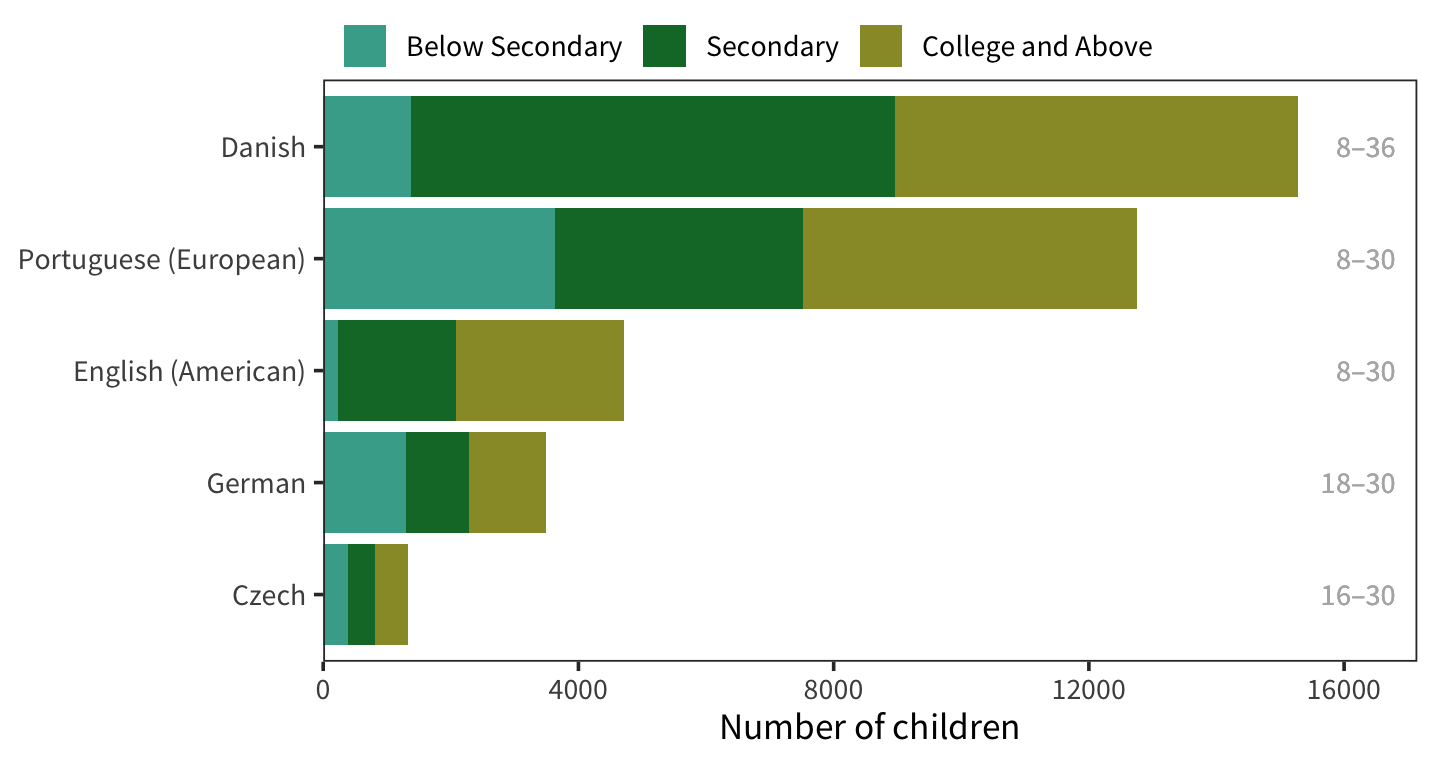 Below Secondary Secondary College and Above
Danish 8–36
Portuguese (European) 8–30
English (American) 8–30
German 18–30
Czech 16–30
0 4000 8000 12000 16000
Number of children